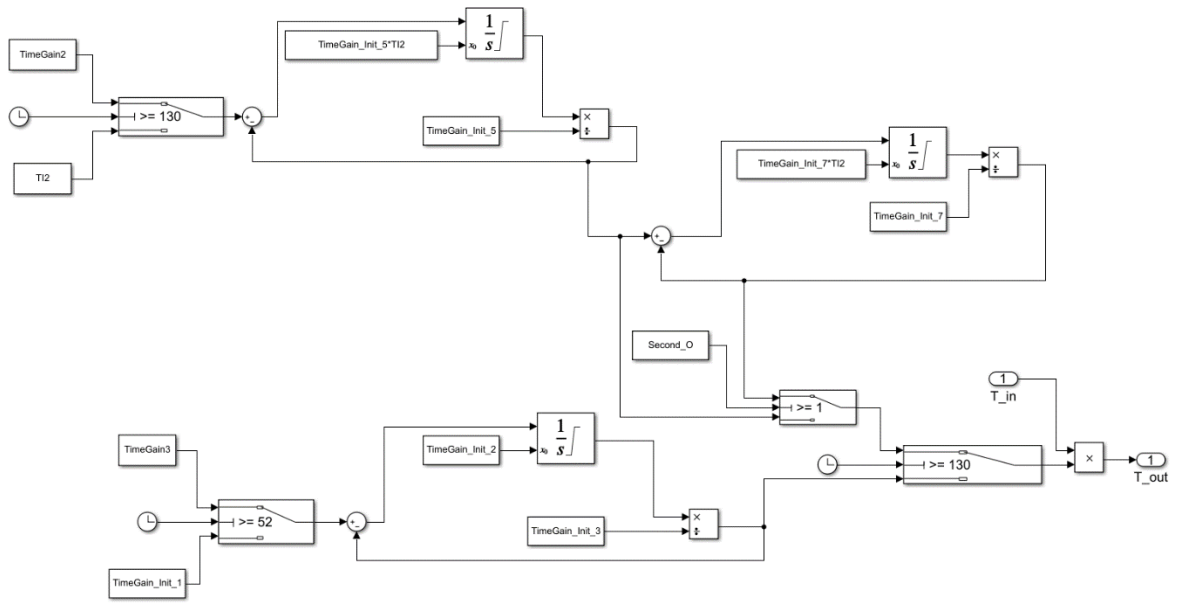 1
s
TimeGain_Init_5*TI2
x₀
TimeGain2
>= 130
+
-
TimeGain_Init_5
×
÷
TI2
1
s
TimeGain_Init_7*TI2
x₀
×
÷
TimeGain_Init_7
+
-
Second_O
>= 1
1
T_in
1
s
TimeGain_Init_2
x₀
TimeGain3
>= 130
×
1
T_out
>= 52
+
-
TimeGain_Init_3
×
÷
TimeGain_Init_1